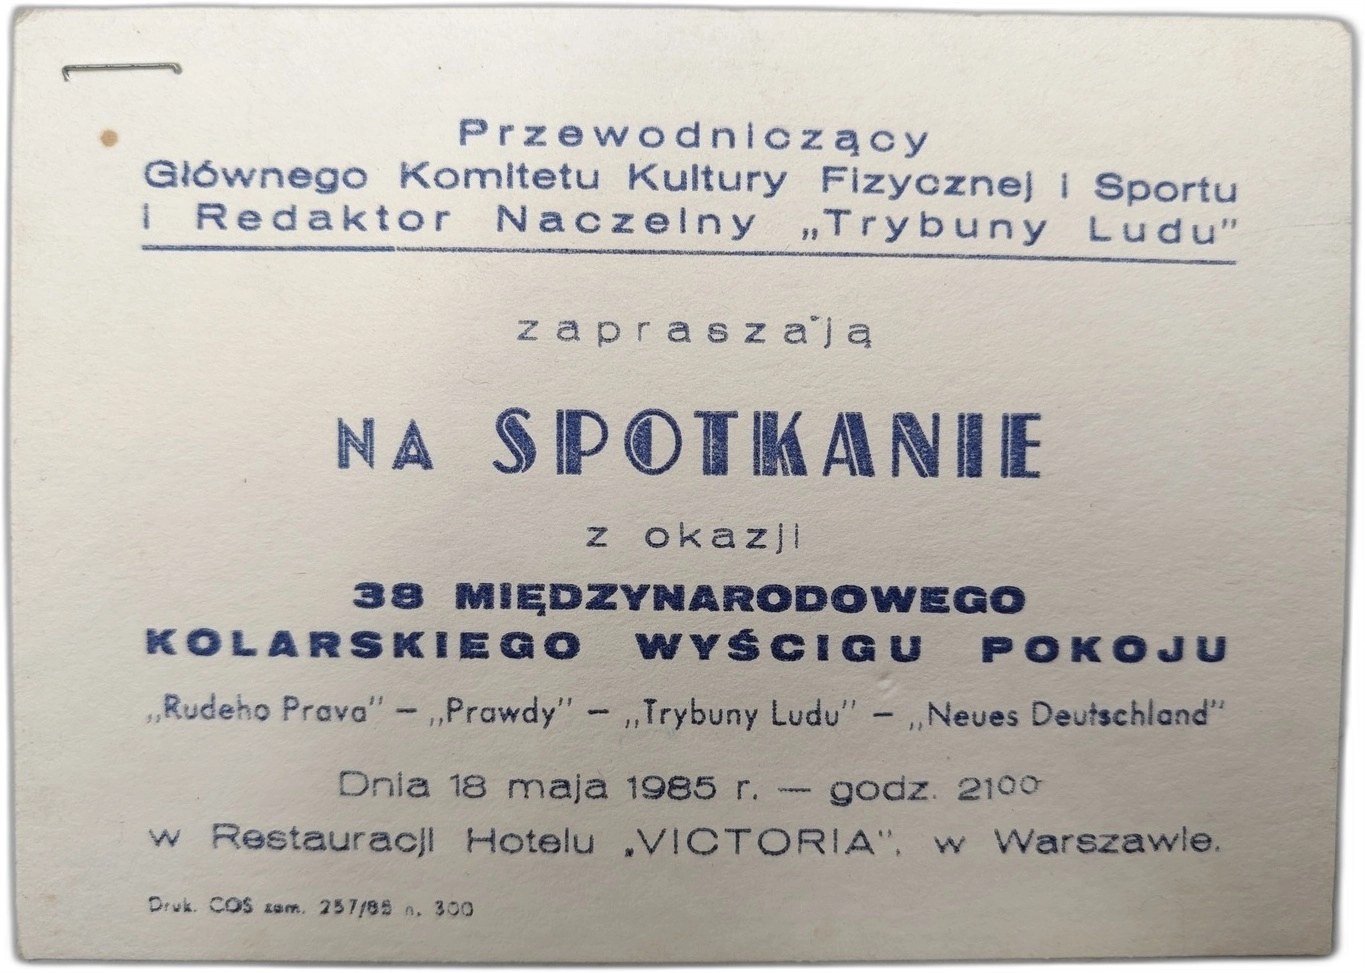 Przewodniczący
Głównego Komitetu Kultury Fizycznej i Sportu
i Redaktor Naczelny „Trybuny Ludu”
zapraszają
NA SPOTKANIE
z okazji
38 MIĘDZYNARODOWEGO
KOLARSKIEGO WYŚCIGU POKOJU
„Rudeho Prava” – „Prawdy” – „Trybuny Ludu” – „Neues Deutschland”
Dnia 18 maja 1985 r. — godz. 21⁰⁰
w Restauracji Hotelu „VICTORIA”. w Warszawie.
Druk. COS zam. 257/85 n. 300